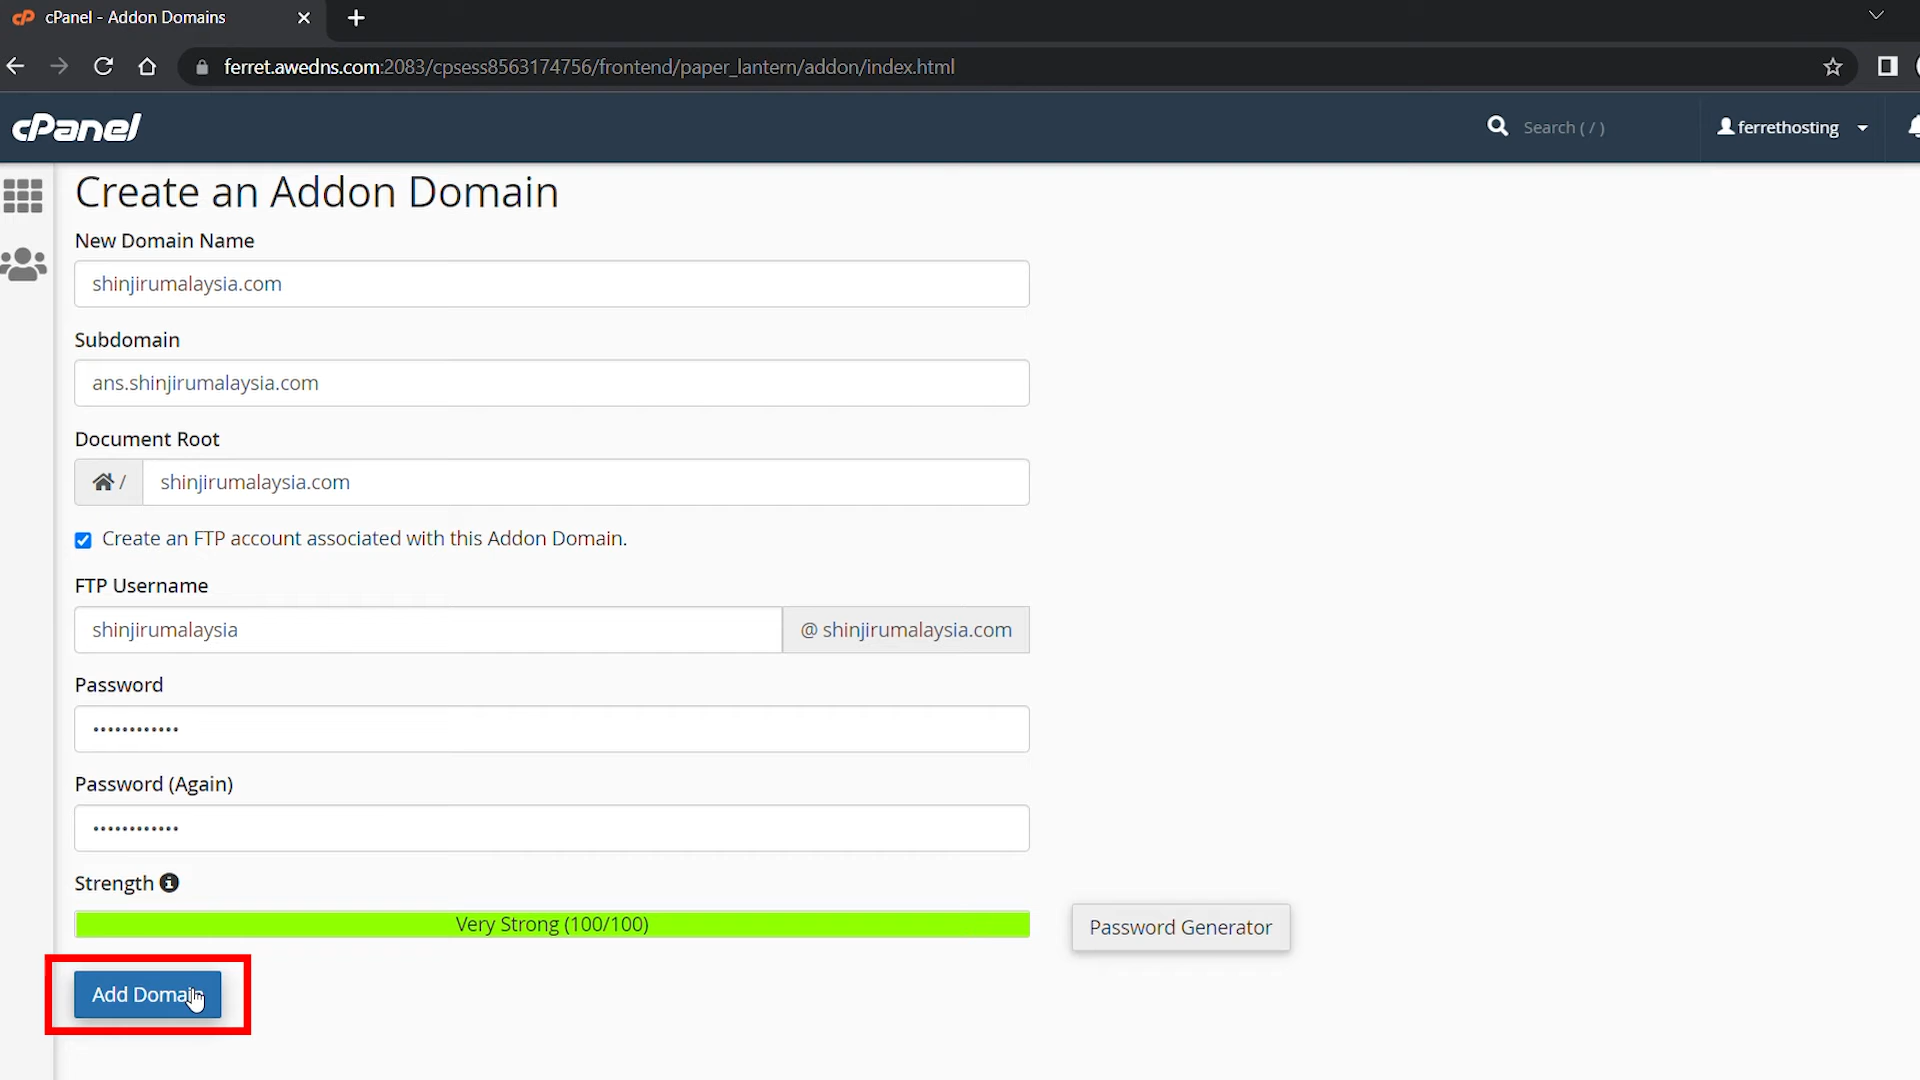 cPanel - Addon Domains
ferret.awedns.com:2083/cpsess8563174756/frontend/paper_lantern/addon/index.html
cPanel
Search ( / )
ferrethosting
Create an Addon Domain
New Domain Name
shinjirumalaysia.com
Subdomain
ans.shinjirumalaysia.com
Document Root
/ shinjirumalaysia.com
Create an FTP account associated with this Addon Domain.
FTP Username
shinjirumalaysia @ shinjirumalaysia.com
Password
••••••••••••
Password (Again)
••••••••••••
Strength
Very Strong (100/100)
Password Generator
Add Domain